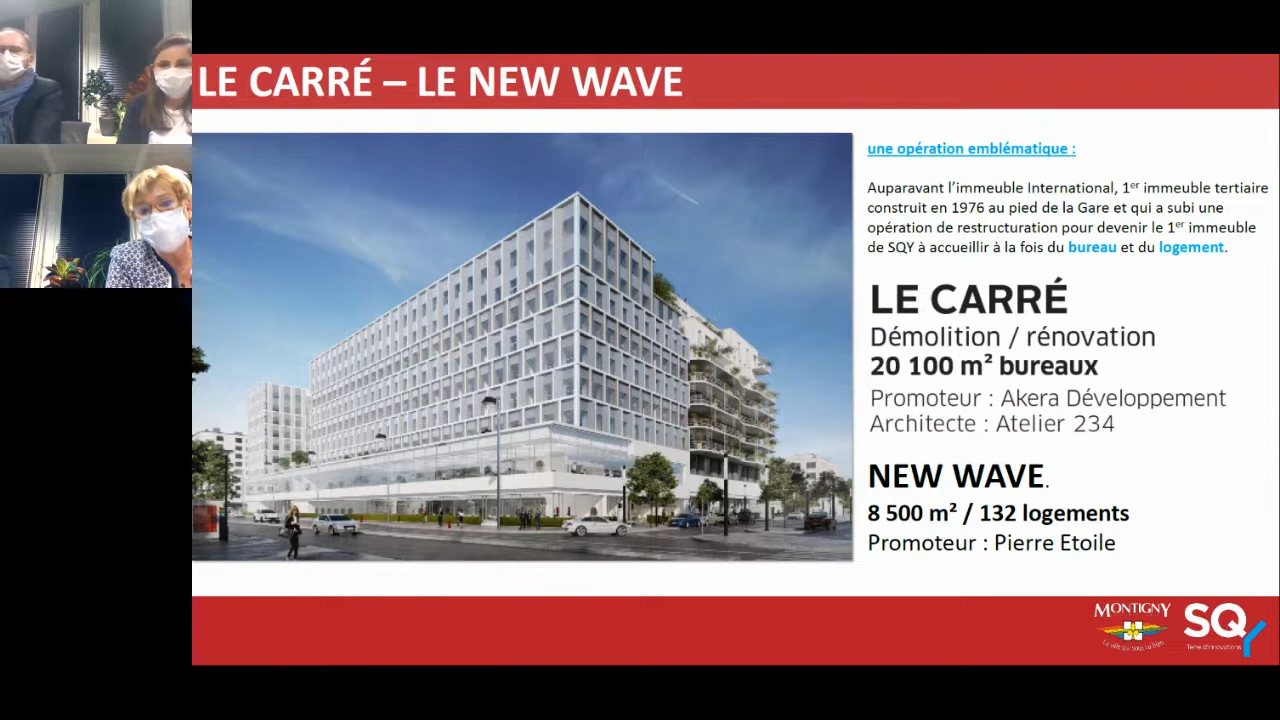 LE CARRÉ – LE NEW WAVE
une opération emblématique :
Auparavant l’immeuble International, 1er immeuble tertiaire
construit en 1976 au pied de la Gare et qui a subi une
opération de restructuration pour devenir le 1er immeuble
de SQY à accueillir à la fois du bureau et du logement.
LE CARRÉ
Démolition / rénovation
20 100 m² bureaux
Promoteur : Akera Développement
Architecte : Atelier 234
NEW WAVE.
8 500 m² / 132 logements
Promoteur : Pierre Etoile
MONTIGNY
SQY
Terre d'innovations